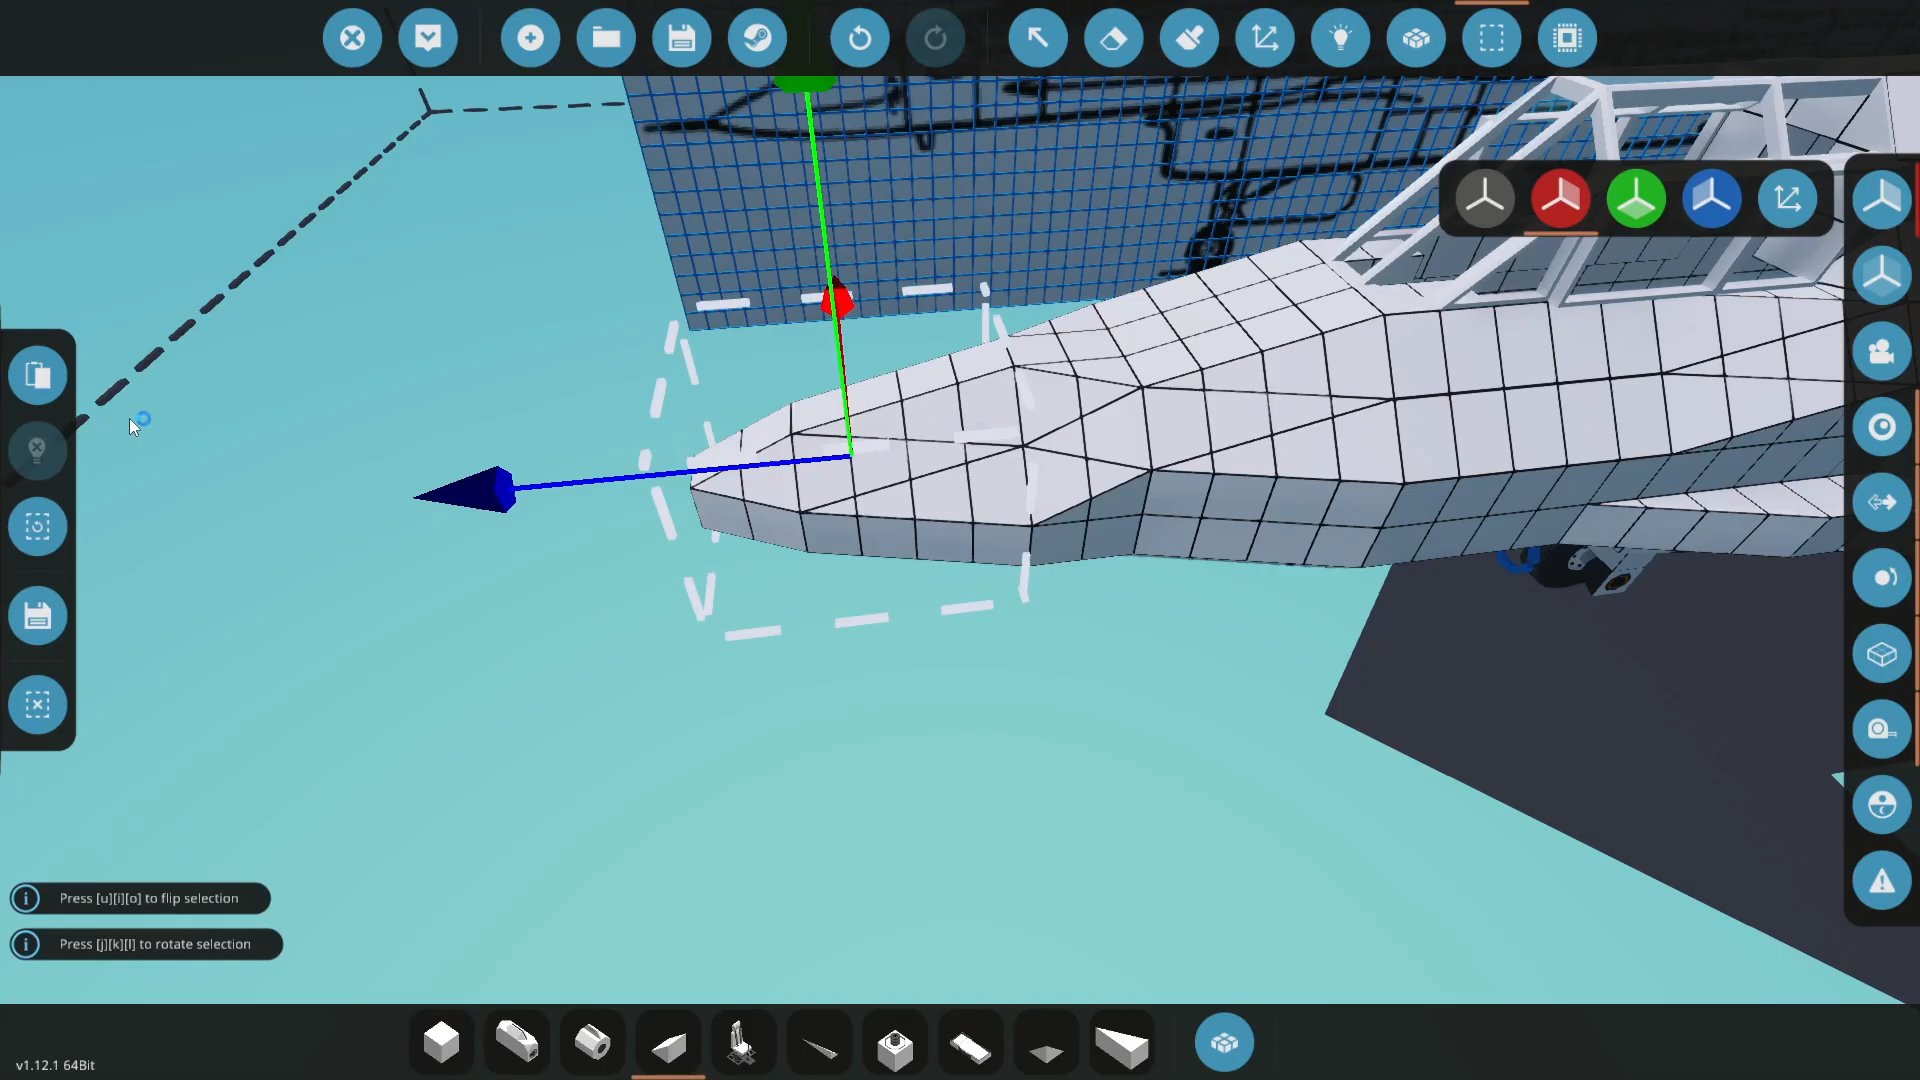 Press [u][i][o] to flip selection
Press [j][k][l] to rotate selection
v1.12.1 64Bit